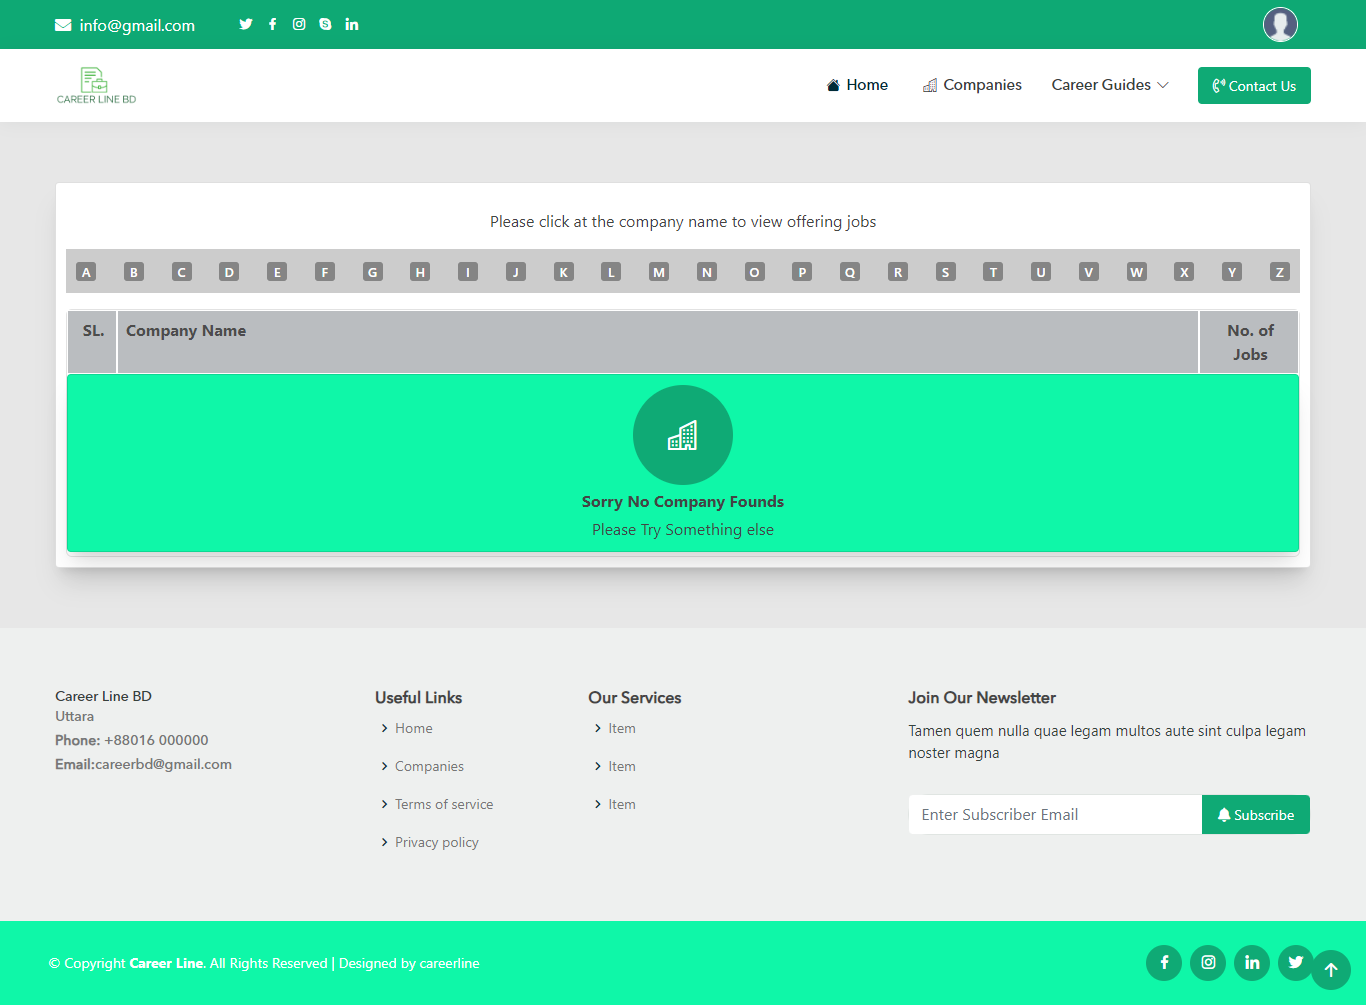 info@gmail.com
CAREER LINE BD
Home
Companies
Career Guides
Contact Us
Please click at the company name to view offering jobs
A B C D E F G H I J K L M N O P Q R S T U V W X Y Z
SL.
Company Name
No. of
Jobs
Sorry No Company Founds
Please Try Something else
Career Line BD
Uttara
Phone: +88016 000000
Email:careerbd@gmail.com
Useful Links
Home
Companies
Terms of service
Privacy policy
Our Services
Item
Item
Item
Join Our Newsletter
Tamen quem nulla quae legam multos aute sint culpa legam
noster magna
Enter Subscriber Email
Subscribe
© Copyright Career Line. All Rights Reserved | Designed by careerline